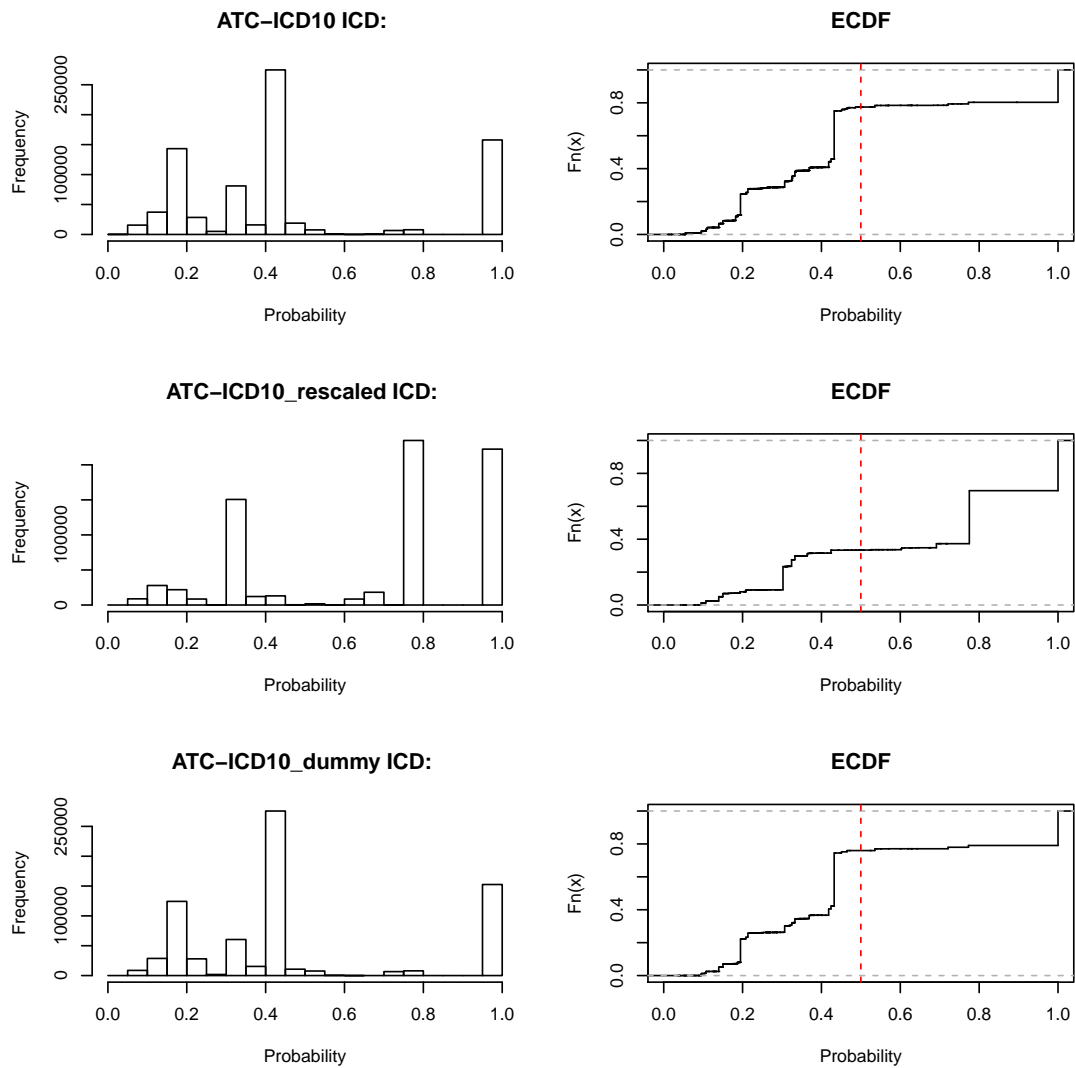 ATC−ICD10 ICD:
Frequency
0 100000 250000
0.0 0.2 0.4 0.6 0.8 1.0
Probability
ECDF
Fn(x)
0.0 0.4 0.8
0.0 0.2 0.4 0.6 0.8 1.0
Probability
ATC−ICD10_rescaled ICD:
Frequency
0 100000
0.0 0.2 0.4 0.6 0.8 1.0
Probability
ECDF
Fn(x)
0.0 0.4 0.8
0.0 0.2 0.4 0.6 0.8 1.0
Probability
ATC−ICD10_dummy ICD:
Frequency
0 100000 250000
0.0 0.2 0.4 0.6 0.8 1.0
Probability
ECDF
Fn(x)
0.0 0.4 0.8
0.0 0.2 0.4 0.6 0.8 1.0
Probability